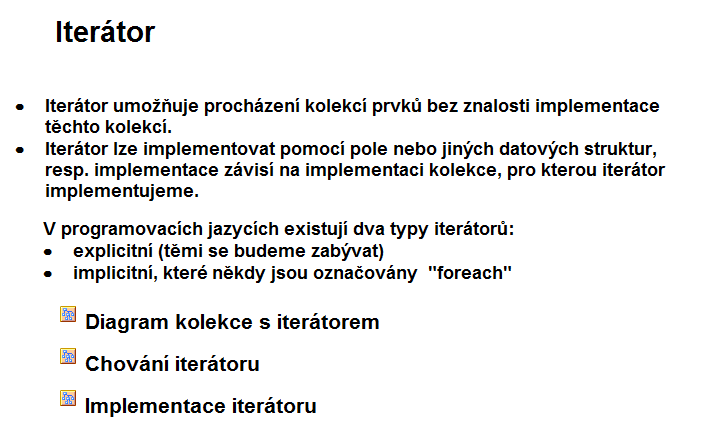 Iterátor
• Iterátor umožňuje procházení kolekcí prvků bez znalosti implementace
těchto kolekcí.
• Iterátor lze implementovat pomocí pole nebo jiných datových struktur,
resp. implementace závisí na implementaci kolekce, pro kterou iterátor
implementujeme.
V programovacích jazycích existují dva typy iterátorů:
• explicitní (těmi se budeme zabývat)
• implicitní, které někdy jsou označovány "foreach"
Diagram kolekce s iterátorem
Chování iterátoru
Implementace iterátoru